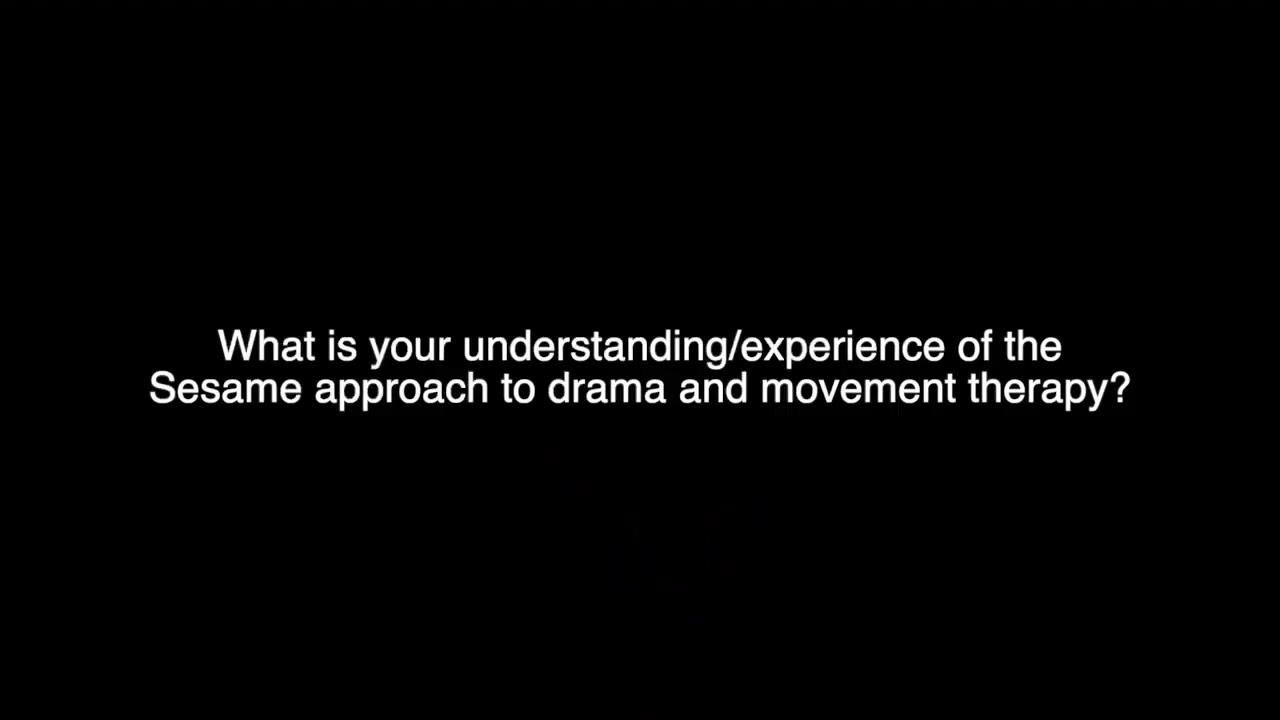 What is your understanding/experience of the
Sesame approach to drama and movement therapy?